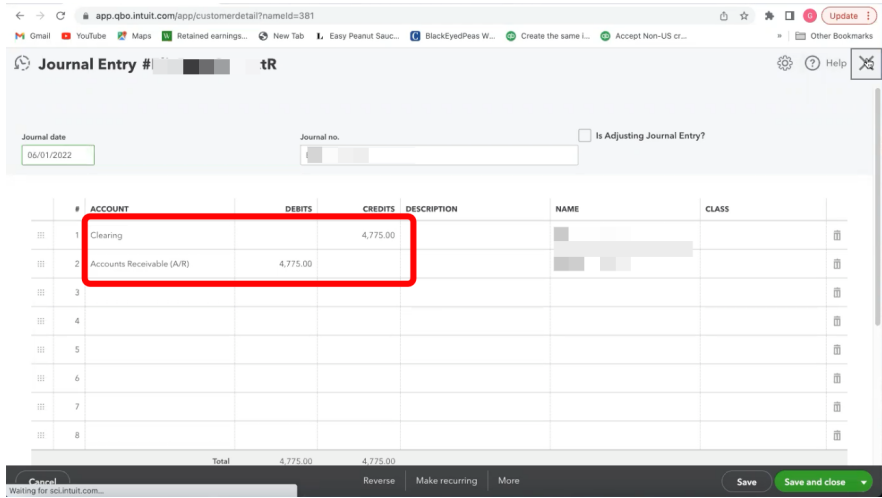 app.qbo.intuit.com/app/customerdetail?nameId=381
Update
Gmail YouTube Maps Retained earnings... New Tab Easy Peanut Sauc... BlackEyedPeas W... Create the same i... Accept Non-US cr... » Other Bookmarks
Journal Entry # tR
Help
Journal date
Journal no.
Is Adjusting Journal Entry?
06/01/2022
# ACCOUNT DEBITS CREDITS DESCRIPTION NAME CLASS
1 Clearing 4,775.00
2 Accounts Receivable (A/R) 4,775.00
3
4
5
6
7
8
Total 4,775.00 4,775.00
Cancel Reverse Make recurring More Save Save and close
Waiting for sci.intuit.com...